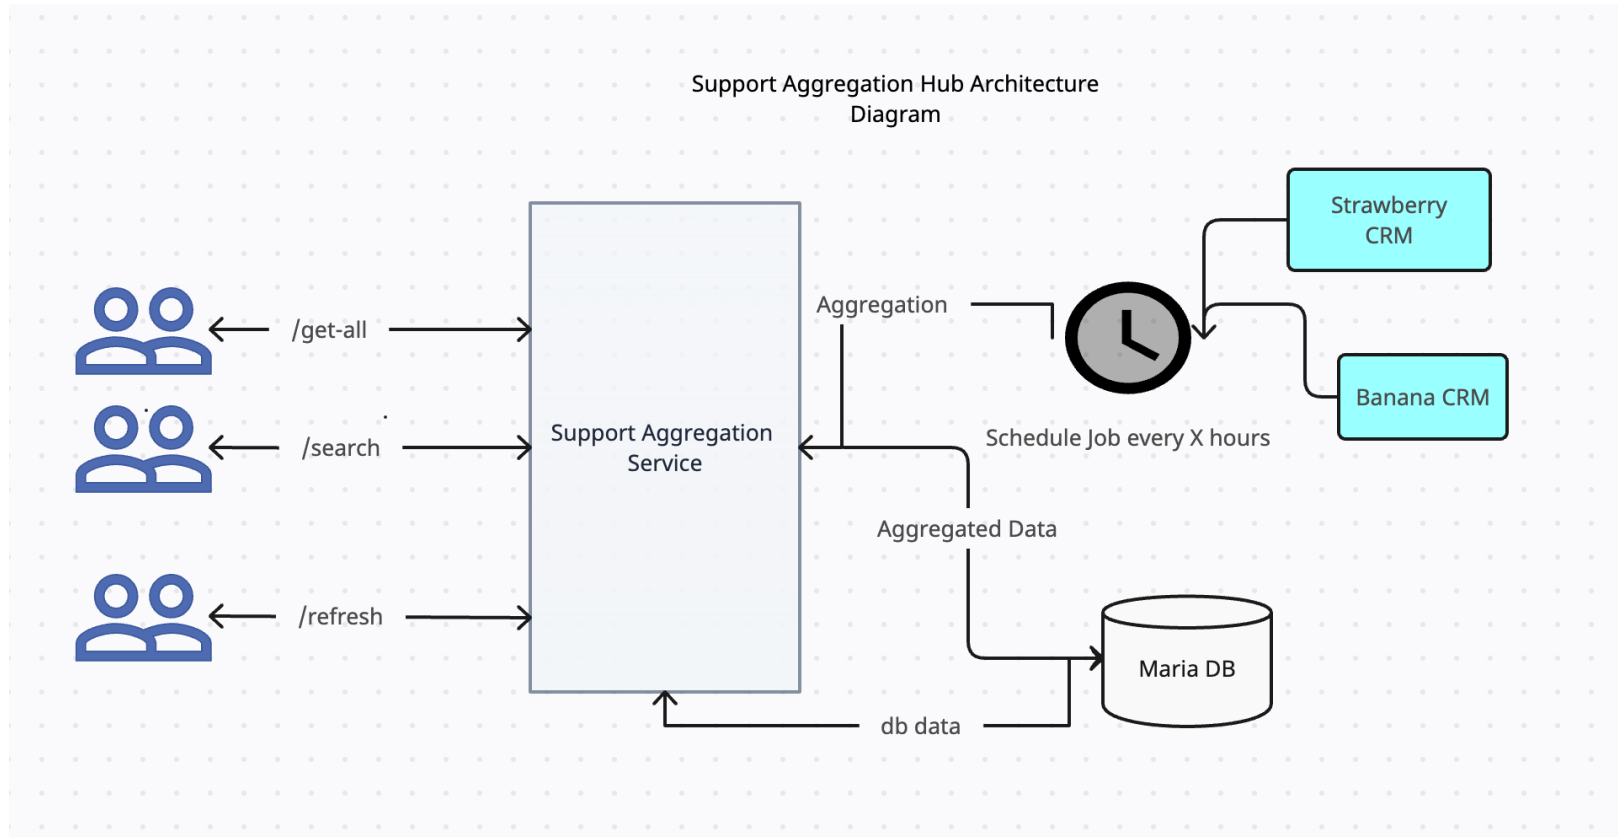 Support Aggregation Hub Architecture
Diagram
Strawberry
CRM
Aggregation
/get-all
Banana CRM
Support Aggregation
Service
/search
Schedule Job every X hours
Aggregated Data
/refresh
Maria DB
db data